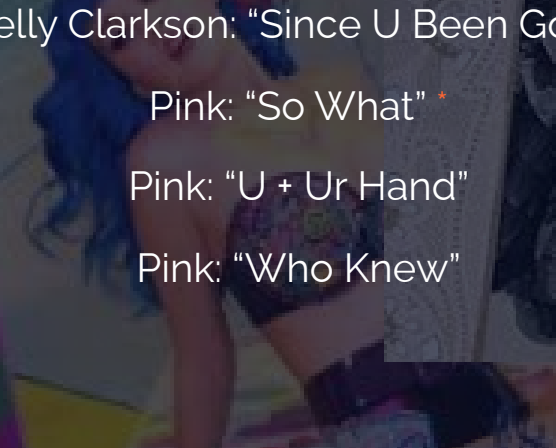 elly Clarkson: “Since U Been Go
Pink: “So What” *
Pink: “U + Ur Hand”
Pink: “Who Knew”